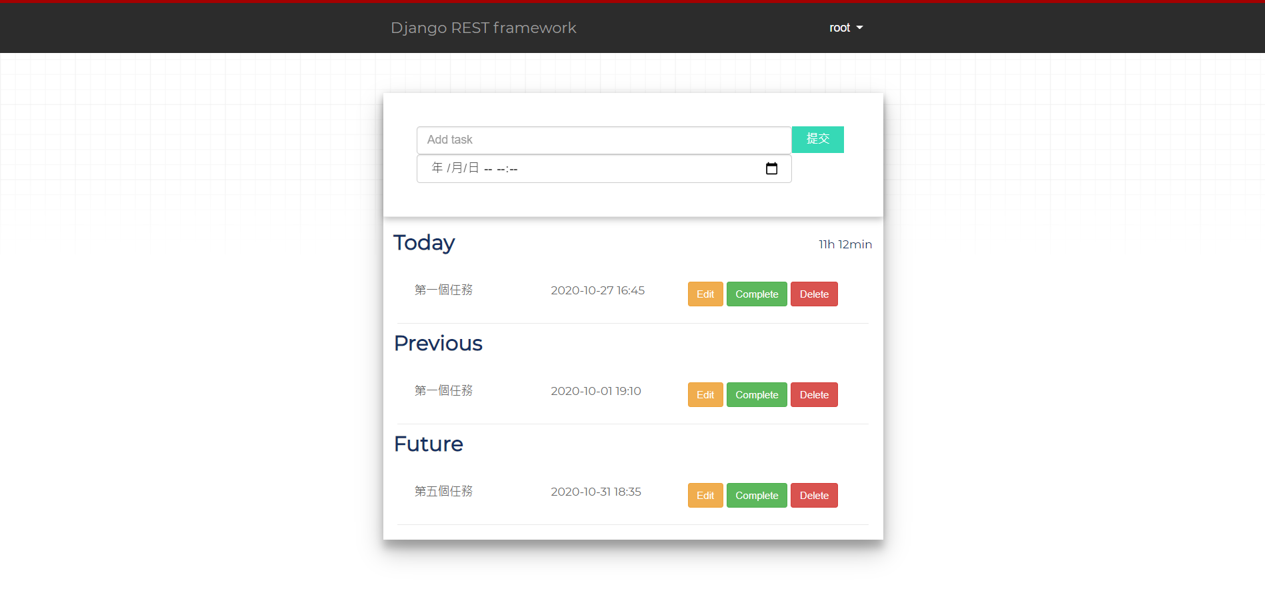 Django REST framework root
Add task 提交
年 /月/日 -- --:--
Today 11h 12min
第一個任務 2020-10-27 16:45 Edit Complete Delete
Previous
第一個任務 2020-10-01 19:10 Edit Complete Delete
Future
第五個任務 2020-10-31 18:35 Edit Complete Delete